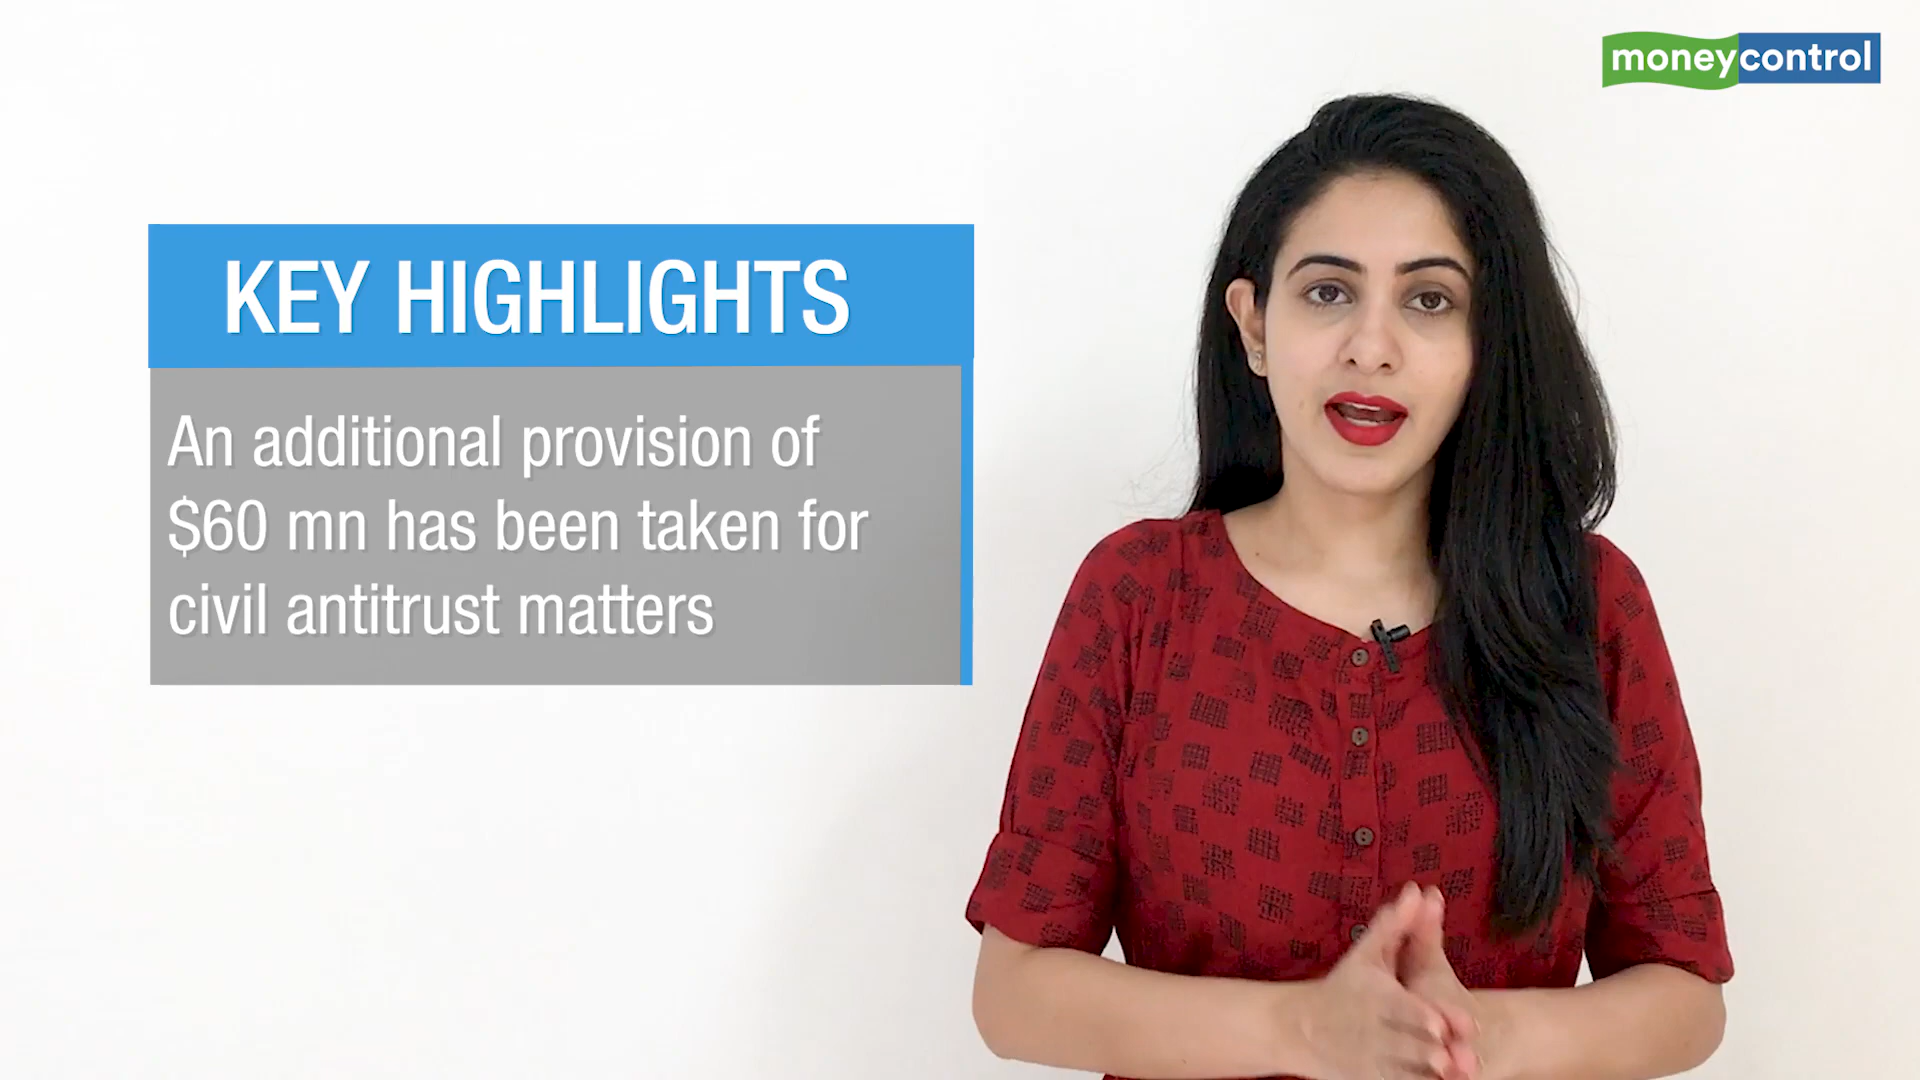 moneycontrol
KEY HIGHLIGHTS
An additional provision of
$60 mn has been taken for
civil antitrust matters